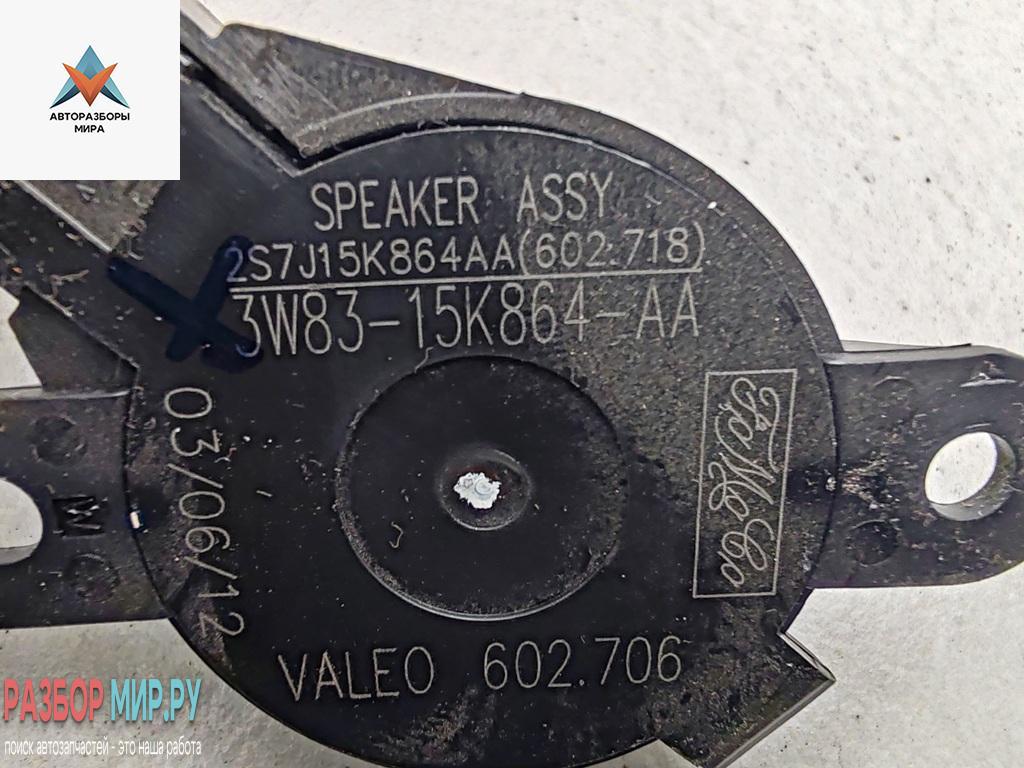 АВТОРАЗБОРЫ
МИРА
SPEAKER ASSY
2S7J15K864AA(602.718)
3W83-15K864-AA
03/06/12
FoMoCo
W
VALEO 602.706
РАЗБОР МИР.РУ
поиск автозапчастей - это наша работа